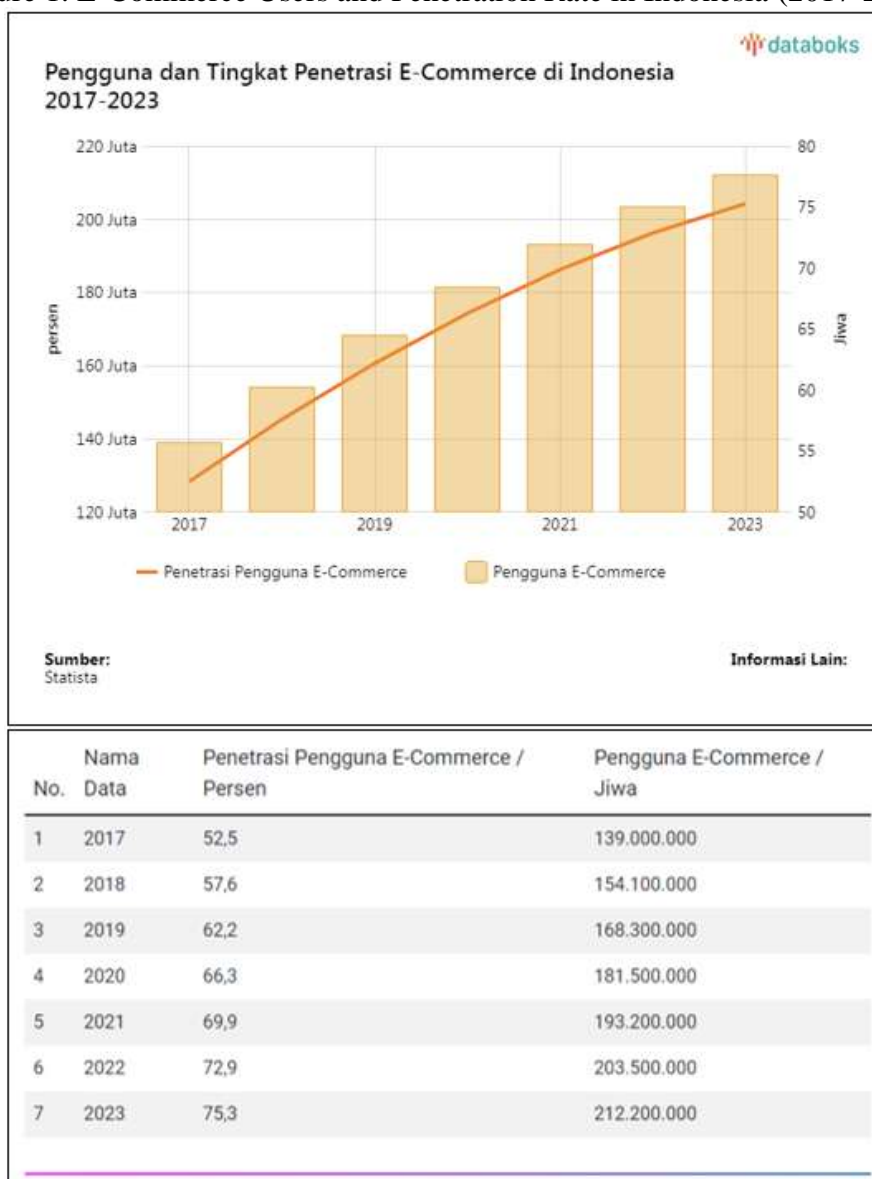 databoks
Pengguna dan Tingkat Penetrasi E-Commerce di Indonesia
2017-2023
220 Juta
200 Juta
180 Juta
160 Juta
140 Juta
120 Juta
persen
80
75
70
65
60
55
50
Jiwa
2017 2019 2021 2023
Penetrasi Pengguna E-Commerce Pengguna E-Commerce
Sumber:
Statista
Informasi Lain:
Nama Penetrasi Pengguna E-Commerce / Pengguna E-Commerce /
No. Data Persen Jiwa
1 2017 52,5 139.000.000
2 2018 57,6 154.100.000
3 2019 62,2 168.300.000
4 2020 66,3 181.500.000
5 2021 69,9 193.200.000
6 2022 72,9 203.500.000
7 2023 75,3 212.200.000